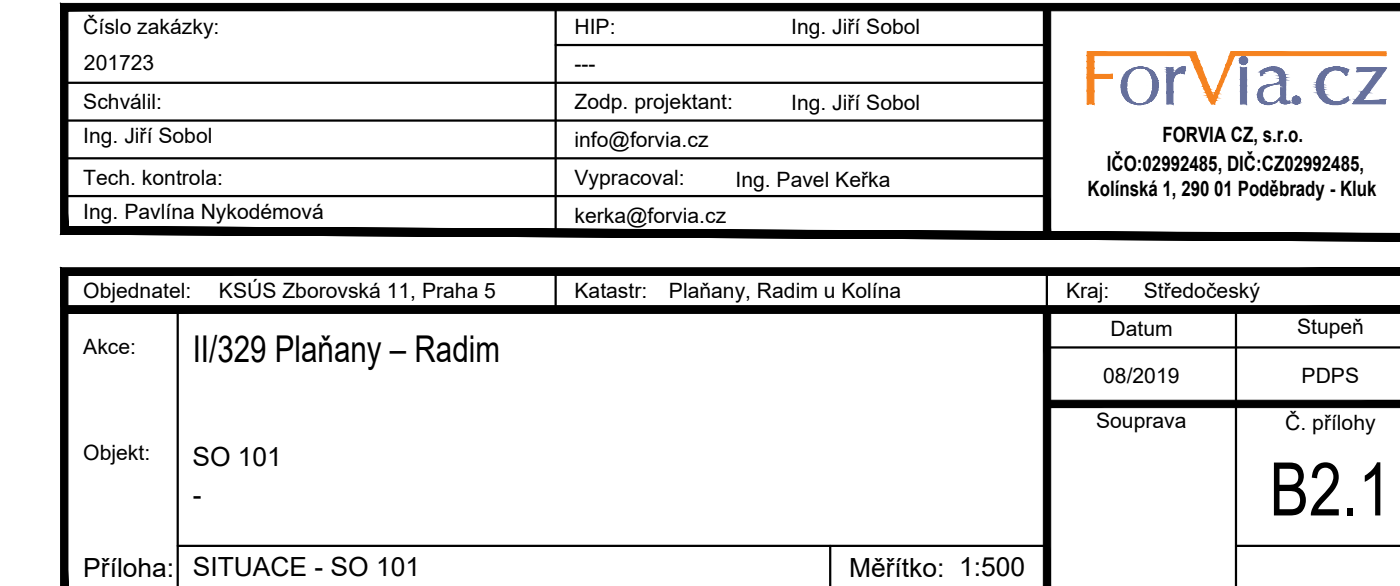 Číslo zakázky:
201723
Schválil:
Ing. Jiří Sobol
Tech. kontrola:
Ing. Pavlína Nykodémová
HIP: Ing. Jiří Sobol
---
Zodp. projektant: Ing. Jiří Sobol
info@forvia.cz
Vypracoval: Ing. Pavel Keřka
kerka@forvia.cz
ForVia.cz
FORVIA CZ, s.r.o.
IČO:02992485, DIČ:CZ02992485,
Kolínská 1, 290 01 Poděbrady - Kluk
Objednatel: KSÚS Zborovská 11, Praha 5
Katastr: Plaňany, Radim u Kolína
Kraj: Středočeský
Akce: II/329 Plaňany – Radim
Objekt: SO 101
-
Příloha: SITUACE - SO 101
Měřítko: 1:500
Datum
08/2019
Stupeň
PDPS
Souprava
Č. přílohy
B2.1